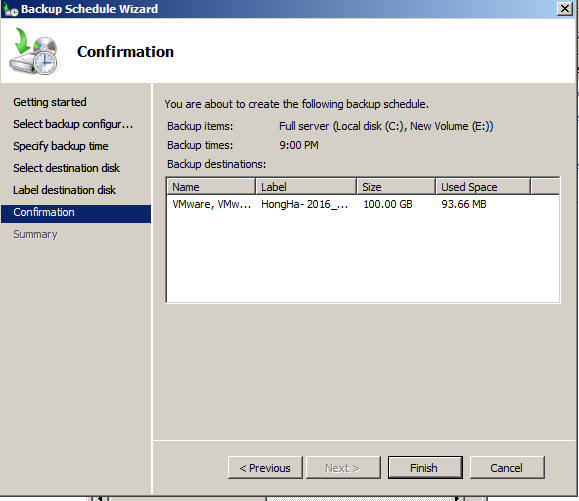 Backup Schedule Wizard
Confirmation
Getting started
Select backup configur...
Specify backup time
Select destination disk
Label destination disk
Confirmation
Summary
You are about to create the following backup schedule.
Backup items: Full server (Local disk (C:), New Volume (E:))
Backup times: 9:00 PM
Backup destinations:
Name Label Size Used Space
VMware, VMw... HongHa- 2016_... 100.00 GB 93.66 MB
< Previous Next > Finish Cancel